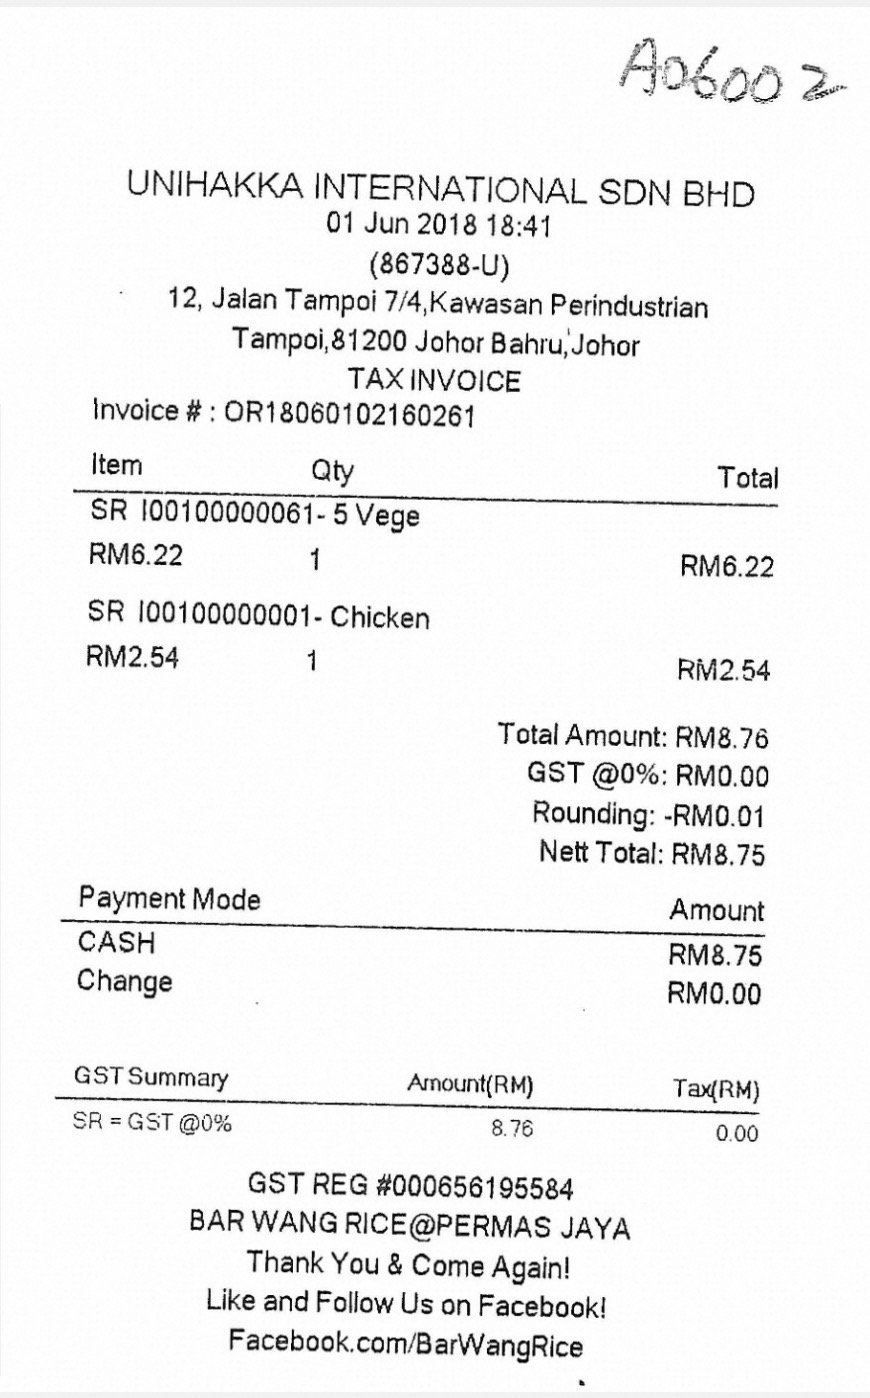 A06002
UNIHAKKA INTERNATIONAL SDN BHD
01 Jun 2018 18:41
(867388-U)
12, Jalan Tampoi 7/4,Kawasan Perindustrian
Tampoi,81200 Johor Bahru,Johor
TAX INVOICE
Invoice # : OR18060102160261
Item Qty Total
SR I00100000061- 5 Vege
RM6.22 1 RM6.22
SR I00100000001- Chicken
RM2.54 1 RM2.54
Total Amount: RM8.76
GST @0%: RM0.00
Rounding: -RM0.01
Nett Total: RM8.75
Payment Mode Amount
CASH RM8.75
Change RM0.00
GST Summary Amount(RM) Tax(RM)
SR = GST @0% 8.76 0.00
GST REG #000656195584
BAR WANG RICE@PERMAS JAYA
Thank You & Come Again!
Like and Follow Us on Facebook!
Facebook.com/BarWangRice